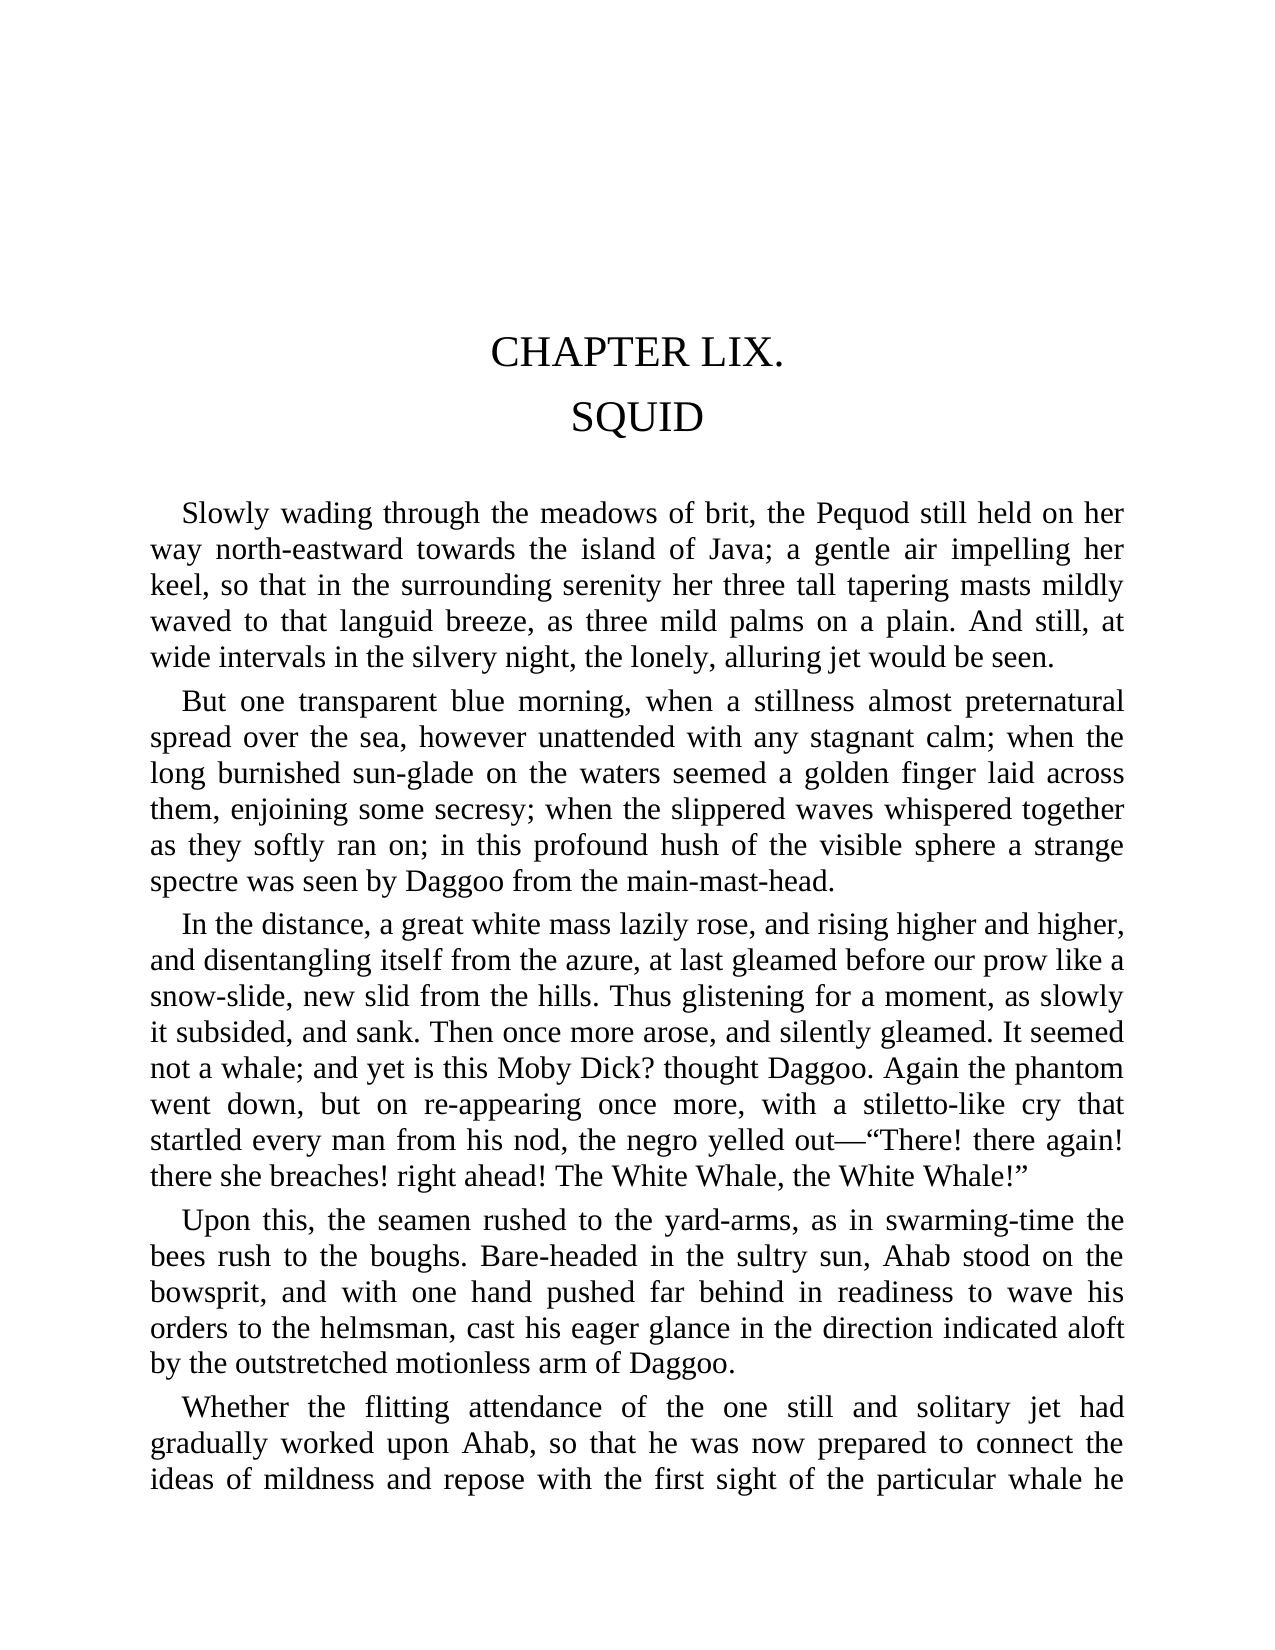 CHAPTER LIX.
SQUID
Slowly wading through the meadows of brit, the Pequod still held on her
way north-eastward towards the island of Java; a gentle air impelling her
keel, so that in the surrounding serenity her three tall tapering masts mildly
waved to that languid breeze, as three mild palms on a plain. And still, at
wide intervals in the silvery night, the lonely, alluring jet would be seen.
But one transparent blue morning, when a stillness almost preternatural
spread over the sea, however unattended with any stagnant calm; when the
long burnished sun-glade on the waters seemed a golden finger laid across
them, enjoining some secresy; when the slippered waves whispered together
as they softly ran on; in this profound hush of the visible sphere a strange
spectre was seen by Daggoo from the main-mast-head.
In the distance, a great white mass lazily rose, and rising higher and higher,
and disentangling itself from the azure, at last gleamed before our prow like a
snow-slide, new slid from the hills. Thus glistening for a moment, as slowly
it subsided, and sank. Then once more arose, and silently gleamed. It seemed
not a whale; and yet is this Moby Dick? thought Daggoo. Again the phantom
went down, but on re-appearing once more, with a stiletto-like cry that
startled every man from his nod, the negro yelled out—“There! there again!
there she breaches! right ahead! The White Whale, the White Whale!”
Upon this, the seamen rushed to the yard-arms, as in swarming-time the
bees rush to the boughs. Bare-headed in the sultry sun, Ahab stood on the
bowsprit, and with one hand pushed far behind in readiness to wave his
orders to the helmsman, cast his eager glance in the direction indicated aloft
by the outstretched motionless arm of Daggoo.
Whether the flitting attendance of the one still and solitary jet had
gradually worked upon Ahab, so that he was now prepared to connect the
ideas of mildness and repose with the first sight of the particular whale he